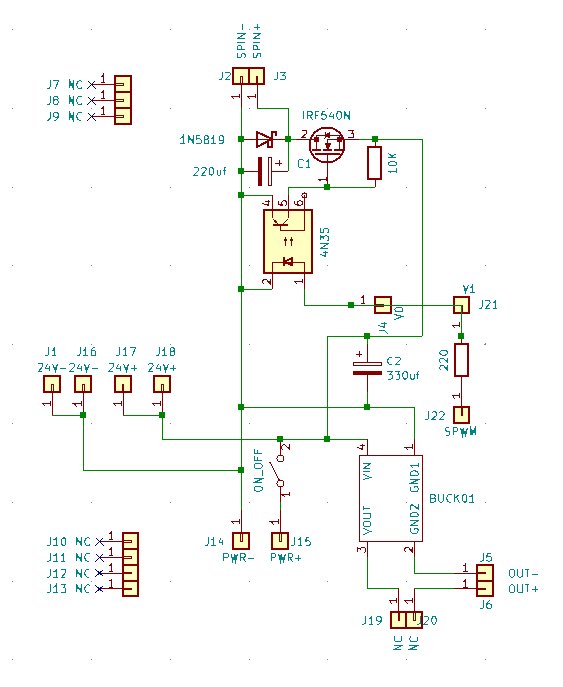 SPIN-
SPIN+
J2
J3
1
1
J7 NC 1
J8 NC 1
J9 NC 1
IRF540N
1N5819
2
3
220uf
+
C1
10K
1
4
5
6
4N35
2
1
1
J4
VO
V1
J21
1
220
1
J22
SPWM
+
C2
330uf
J1
J16
J17
J18
24V-
24V-
24V+
24V+
1
1
1
1
ON_OFF
2
1
4
1
VIN
GND1
BUCK01
VOUT
GND2
3
2
1
1
J14
J15
PWR-
PWR+
J10 NC 1
J11 NC 1
J12 NC 1
J13 NC 1
J5
1
OUT-
1
OUT+
J6
1
1
J19
J20
NC
NC